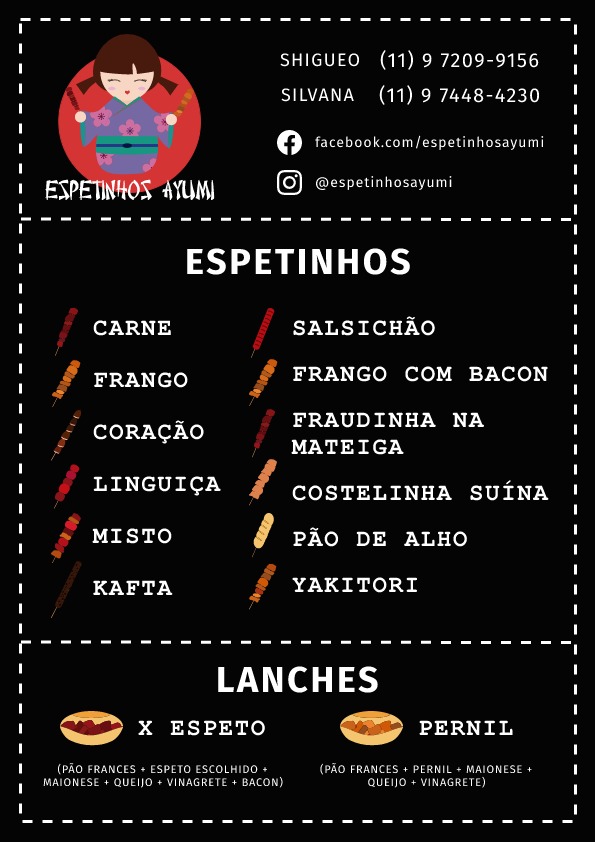 ESPETINHOS AYUMI
SHIGUEO (11) 9 7209-9156
SILVANA (11) 9 7448-4230
facebook.com/espetinhosayumi
@espetinhosayumi
ESPETINHOS
CARNE
FRANGO
CORAÇÃO
LINGUIÇA
MISTO
KAFTA
SALSICHÃO
FRANGO COM BACON
FRAUDINHA NA
MATEIGA
COSTELINHA SUÍNA
PÃO DE ALHO
YAKITORI
LANCHES
X ESPETO
(PÃO FRANCES + ESPETO ESCOLHIDO +
MAIONESE + QUEIJO + VINAGRETE + BACON)
PERNIL
(PÃO FRANCES + PERNIL + MAIONESE +
QUEIJO + VINAGRETE)